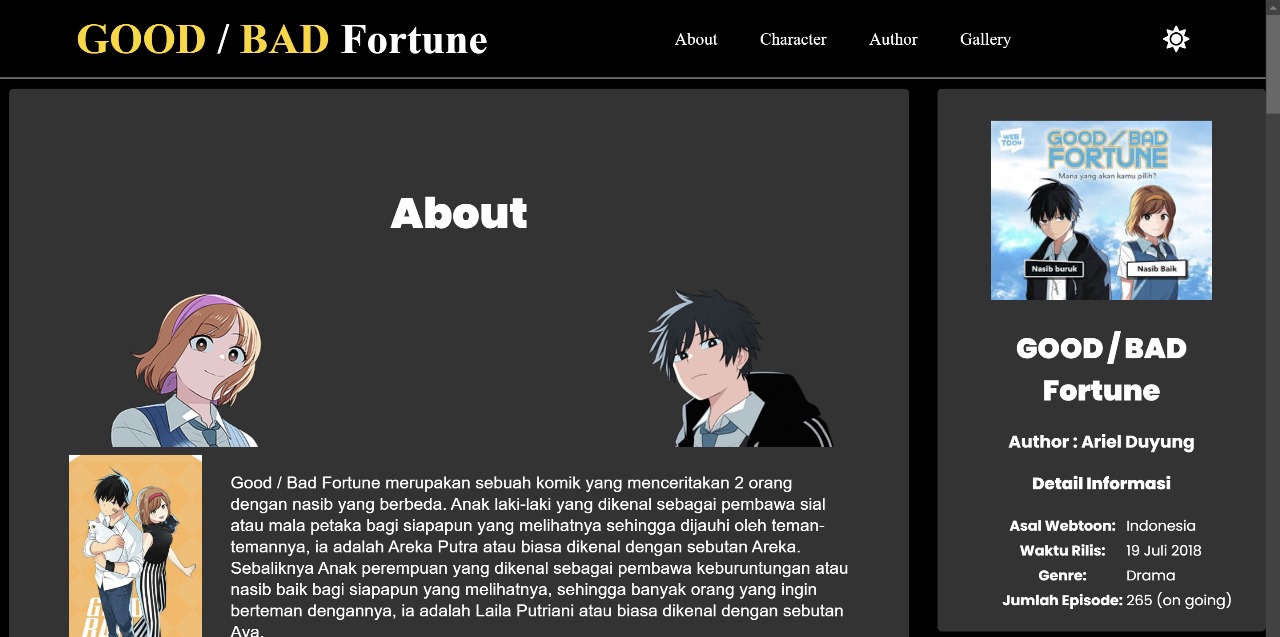 GOOD / BAD Fortune
About
Character
Author
Gallery
About
Good / Bad Fortune merupakan sebuah komik yang menceritakan 2 orang
dengan nasib yang berbeda. Anak laki-laki yang dikenal sebagai pembawa sial
atau mala petaka bagi siapapun yang melihatnya sehingga dijauhi oleh teman-
temannya, ia adalah Areka Putra atau biasa dikenal dengan sebutan Areka.
Sebaliknya Anak perempuan yang dikenal sebagai pembawa keburuntungan atau
nasib baik bagi siapapun yang melihatnya, sehingga banyak orang yang ingin
berteman dengannya, ia adalah Laila Putriani atau biasa dikenal dengan sebutan
Aya.
WEB
TOON
GOOD / BAD
FORTUNE
Mana yang akan kamu pilih?
Nasib buruk
Nasib Baik
GOOD / BAD
Fortune
Author : Ariel Duyung
Detail Informasi
Asal Webtoon: Indonesia
Waktu Rilis: 19 Juli 2018
Genre: Drama
Jumlah Episode: 265 (on going)